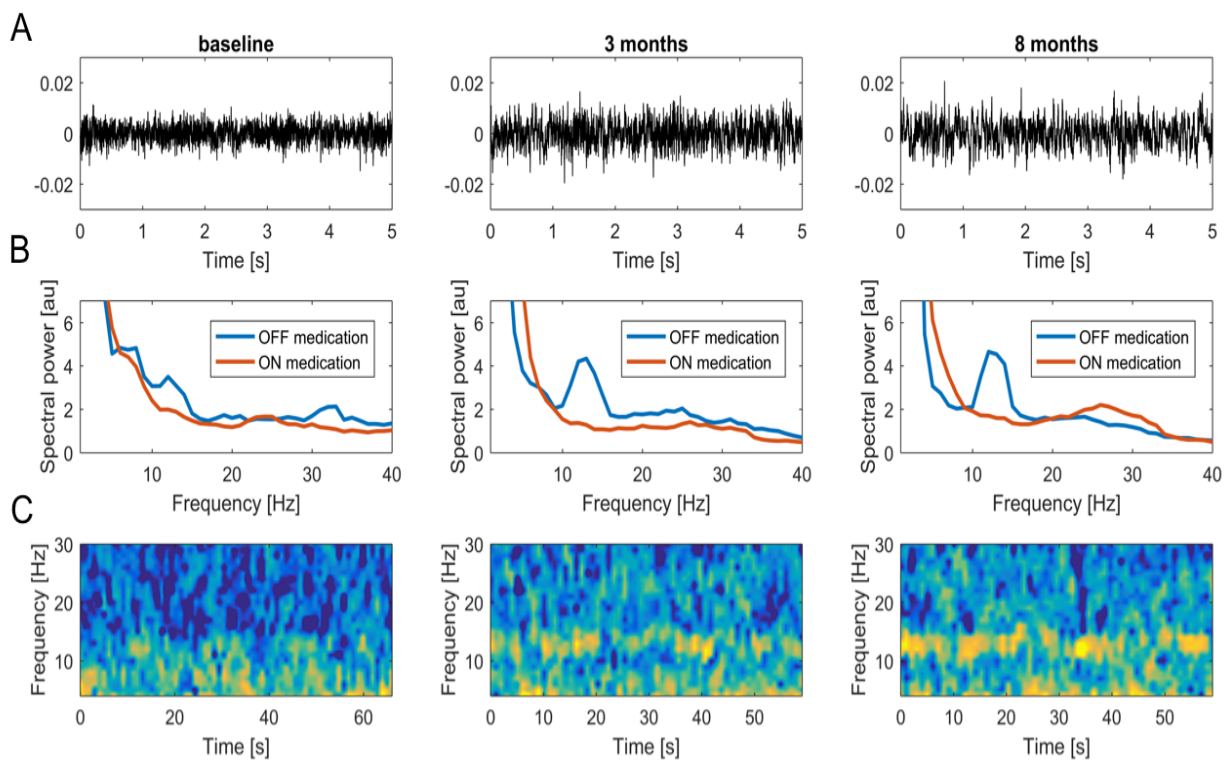 A
baseline 3 months 8 months
0.02 0.02 0.02
0 0 0
-0.02 -0.02 -0.02
0 1 2 3 4 5 0 1 2 3 4 5 0 1 2 3 4 5
Time [s] Time [s] Time [s]
B
Spectral power [au] Spectral power [au] Spectral power [au]
6 6 6
4 4 4
2 2 2
0 0 0
OFF medication OFF medication OFF medication
ON medication ON medication ON medication
10 20 30 40 10 20 30 40 10 20 30 40
Frequency [Hz] Frequency [Hz] Frequency [Hz]
C
Frequency [Hz] Frequency [Hz] Frequency [Hz]
30 30 30
20 20 20
10 10 10
0 20 40 60 0 10 20 30 40 50 0 10 20 30 40 50
Time [s] Time [s] Time [s]